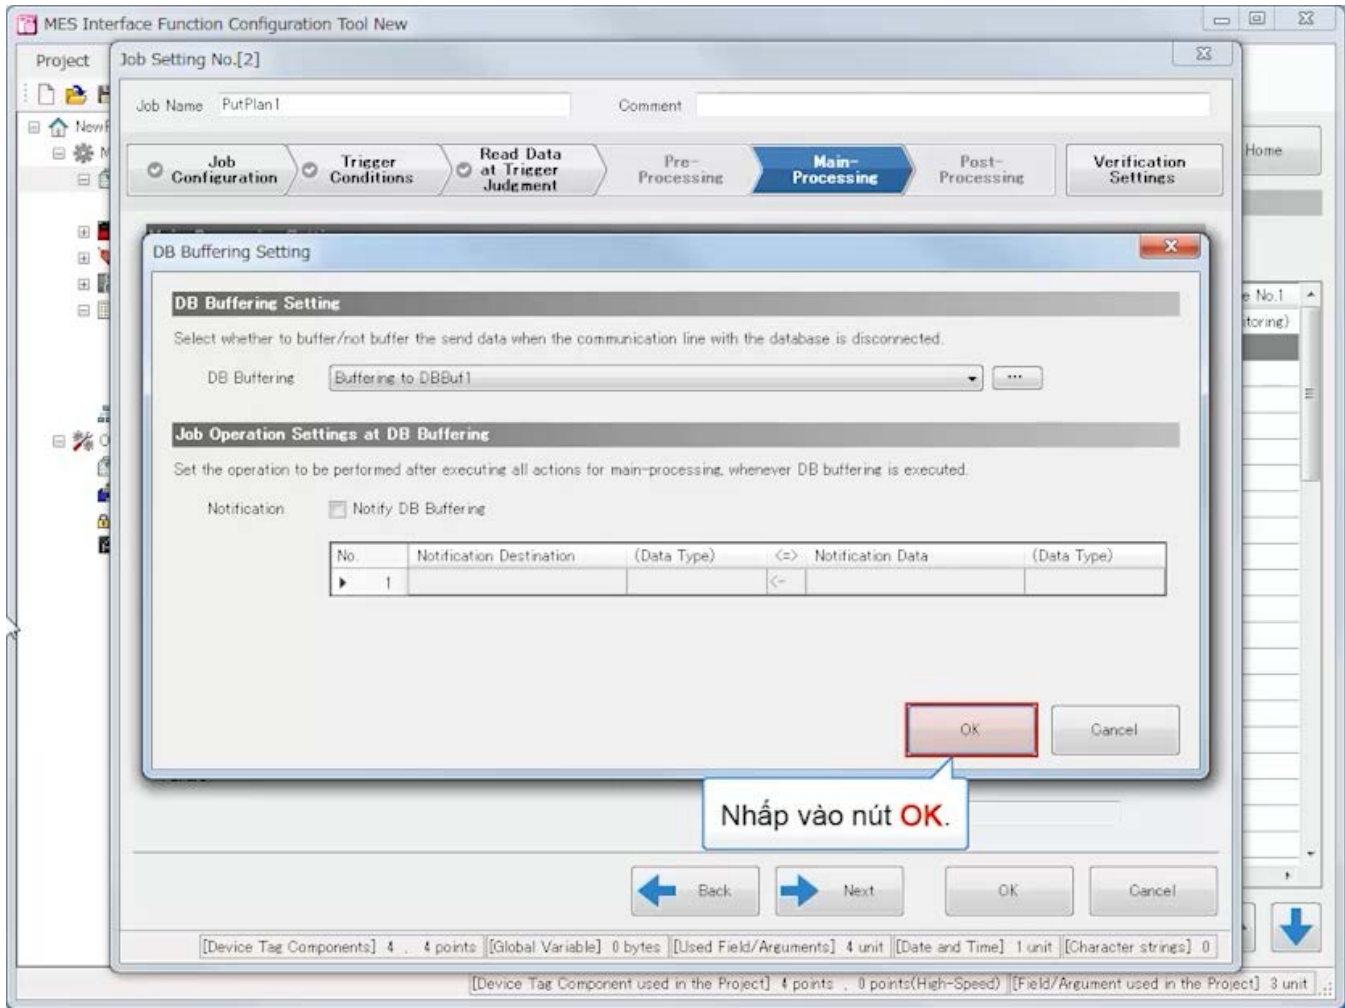 MES Interface Function Configuration Tool New
Project
Job Setting No.[2]
Job Name PutPlan1 Comment
Job Configuration
Trigger Conditions
Read Data at Trigger Judgment
Pre-Processing
Main-Processing
Post-Processing
Verification Settings
Home
DB Buffering Setting
DB Buffering Setting
Select whether to buffer/not buffer the send data when the communication line with the database is disconnected.
DB Buffering Buffering to DBBuf1 ...
Job Operation Settings at DB Buffering
Set the operation to be performed after executing all actions for main-processing, whenever DB buffering is executed.
Notification Notify DB Buffering
No. Notification Destination (Data Type) <=> Notification Data (Data Type)
1 <-
OK Cancel
Nhấp vào nút OK.
Back Next OK Cancel
[Device Tag Components] 4 , 4 points [Global Variable] 0 bytes [Used Field/Arguments] 4 unit [Date and Time] 1 unit [Character strings] 0
[Device Tag Component used in the Project] 4 points , 0 points(High-Speed) [Field/Argument used in the Project] 3 unit